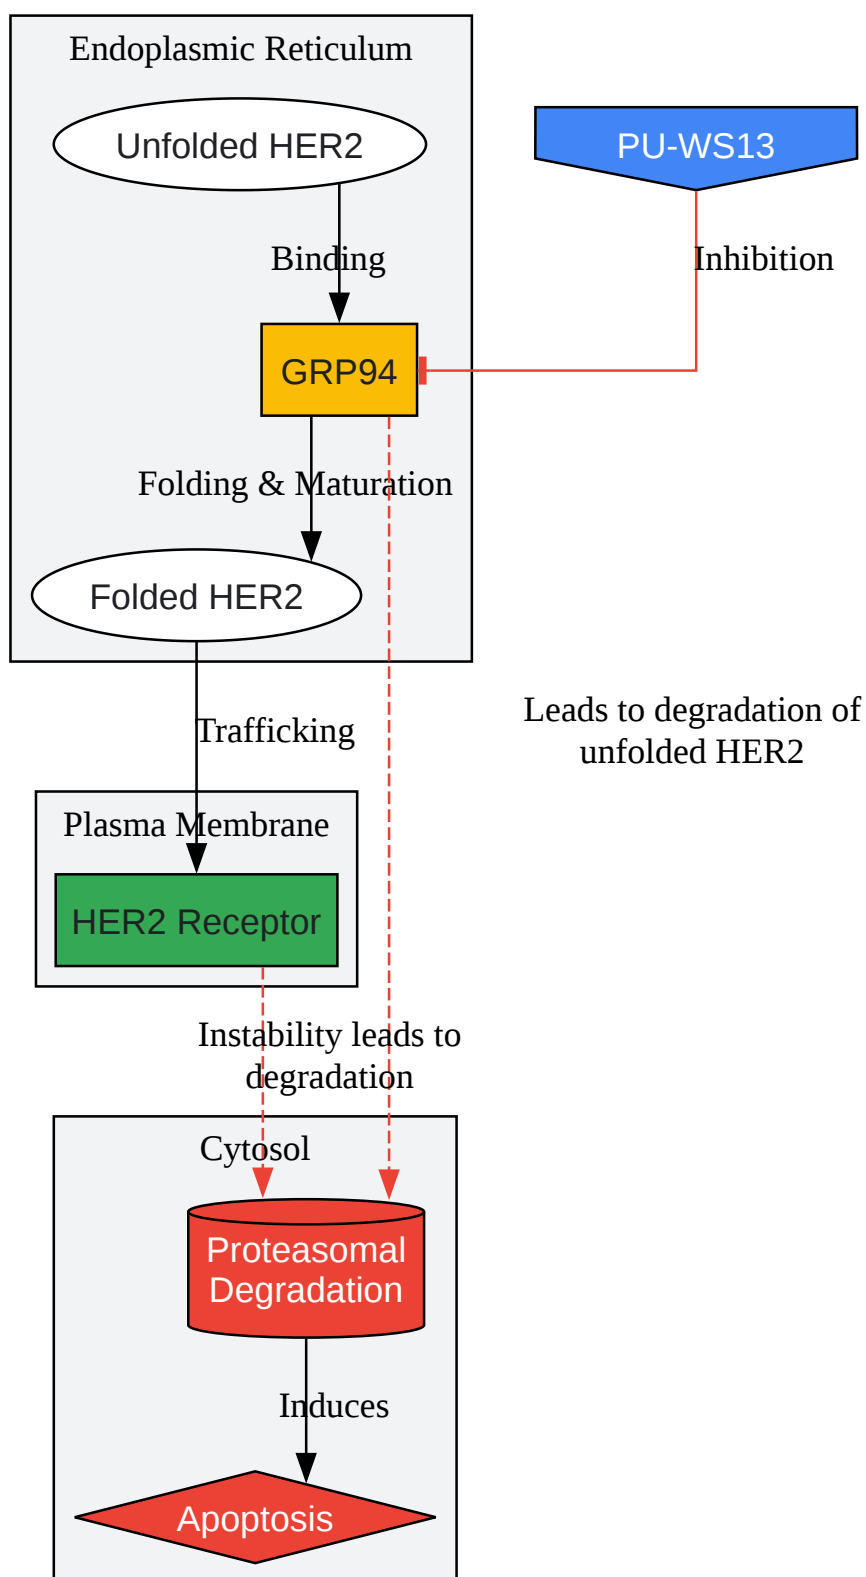 Endoplasmic Reticulum
Unfolded HER2
PU-WS13
Binding
Inhibition
GRP94
Folding & Maturation
Folded HER2
Leads to degradation of
unfolded HER2
Trafficking
Plasma Membrane
HER2 Receptor
Instability leads to
degradation
Cytosol
Proteasomal
Degradation
Induces
Apoptosis